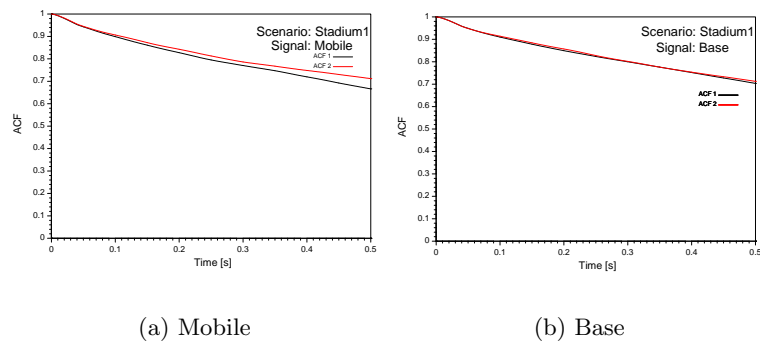 Scenario: Stadium1
Signal: Mobile
ACF 1
ACF 2
1
0.9
0.8
0.7
0.6
0.5
0.4
0.3
0.2
0.1
0
ACF
0
0.1
0.2
0.3
0.4
0.5
Time [s]
(a) Mobile
Scenario: Stadium1
Signal: Base
ACF 1
ACF 2
1
0.9
0.8
0.7
0.6
0.5
0.4
0.3
0.2
0.1
0
ACF
0
0.1
0.2
0.3
0.4
0.5
Time [s]
(b) Base